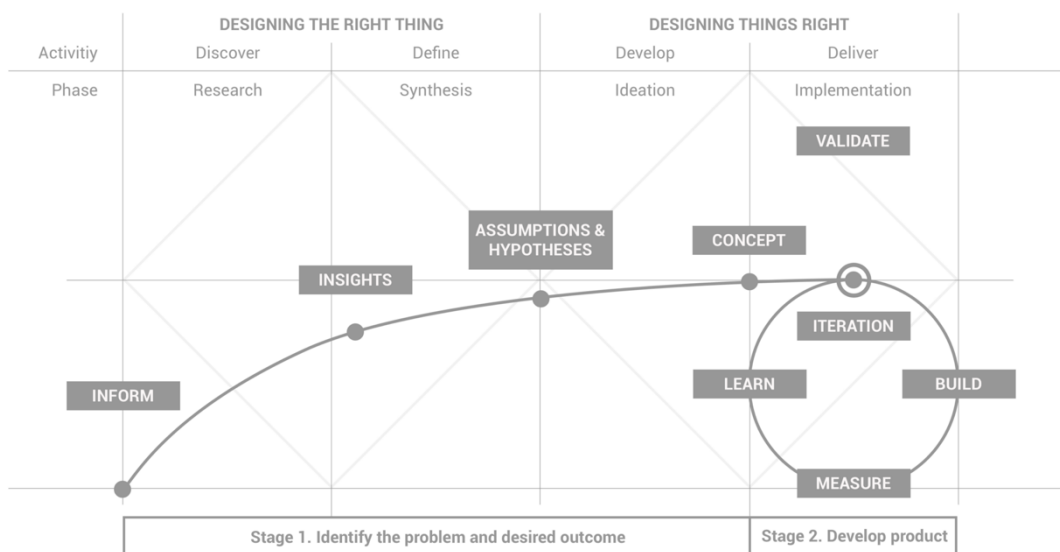 DESIGNING THE RIGHT THING
DESIGNING THINGS RIGHT
Activitiy
Discover
Define
Develop
Deliver
Phase
Research
Synthesis
Ideation
Implementation
VALIDATE
ASSUMPTIONS &
HYPOTHESES
CONCEPT
INSIGHTS
ITERATION
INFORM
LEARN
BUILD
MEASURE
Stage 1. Identify the problem and desired outcome
Stage 2. Develop product